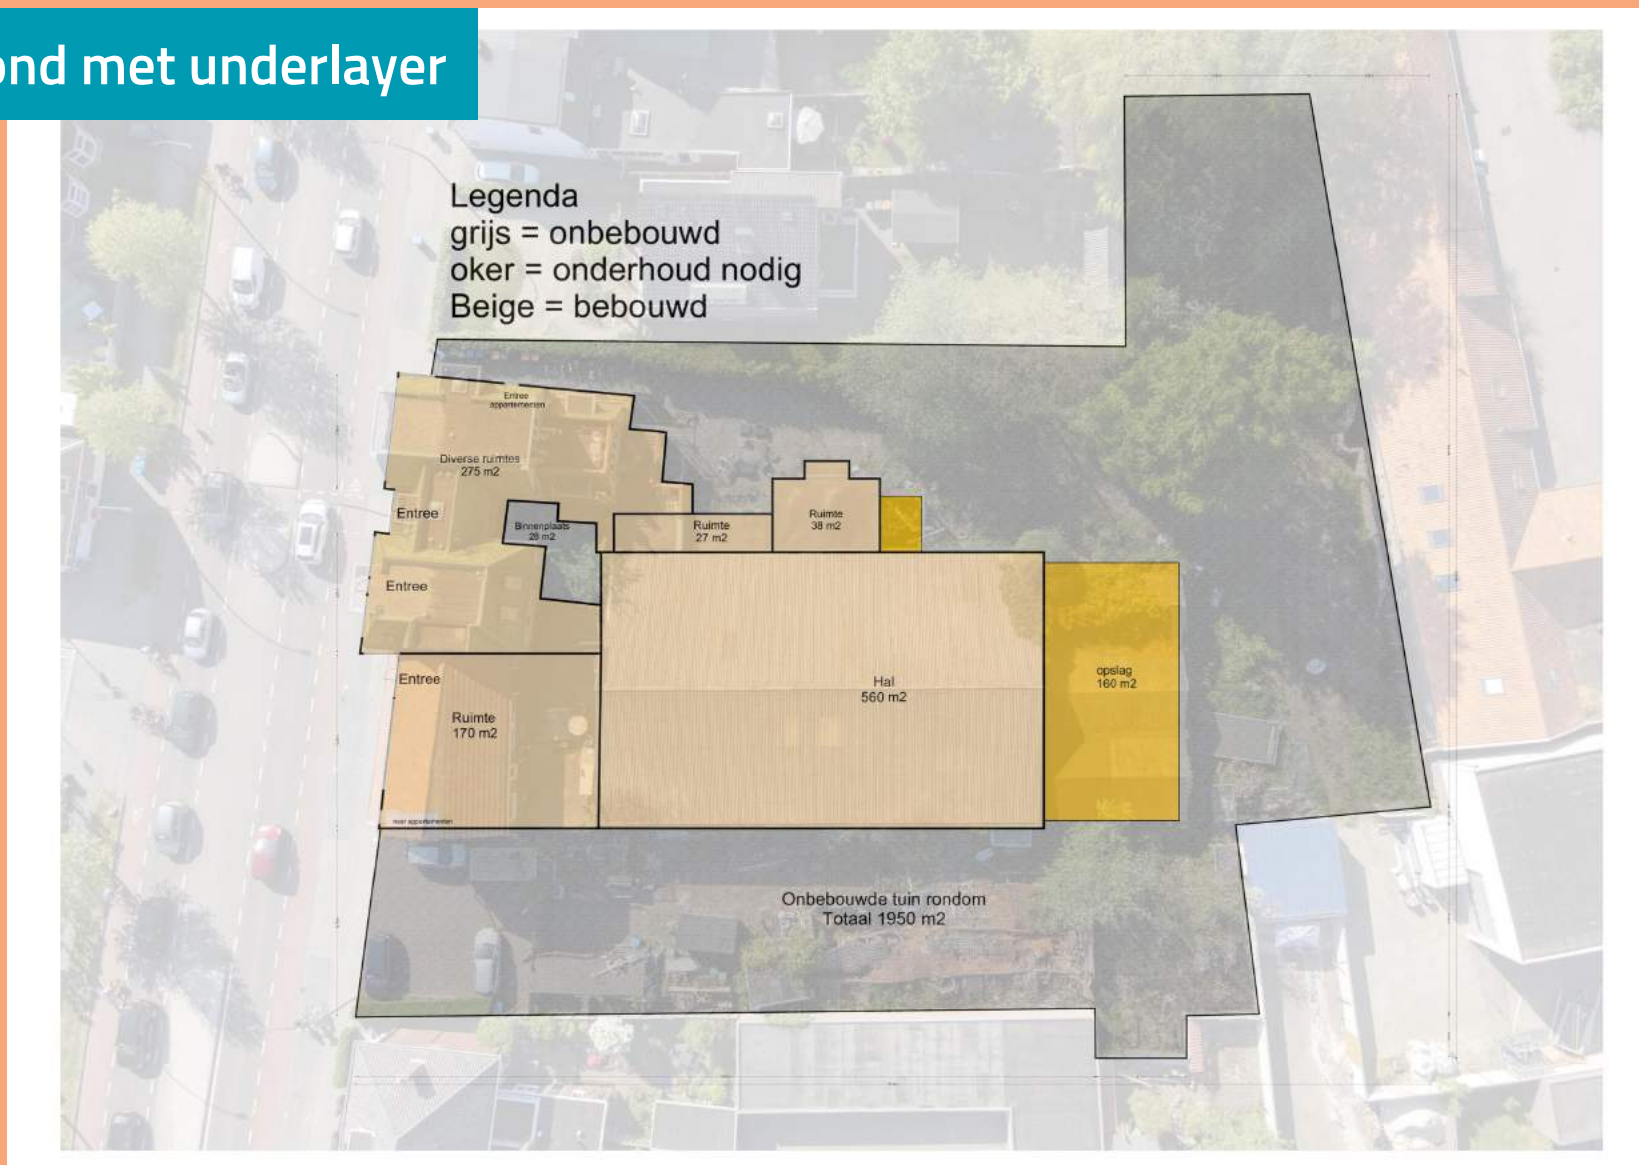 ond met underlayer
Legenda
grijs = onbebouwd
oker = onderhoud nodig
Beige = bebouwd
Entree
appartementen
Diverse ruimtes
275 m2
Entree
Binnenplaats
28 m2
Ruimte
27 m2
Ruimte
38 m2
Entree
Entree
Ruimte
170 m2
Hal
560 m2
opslag
160 m2
naar appartementen
Onbebouwde tuin rondom
Totaal 1950 m2